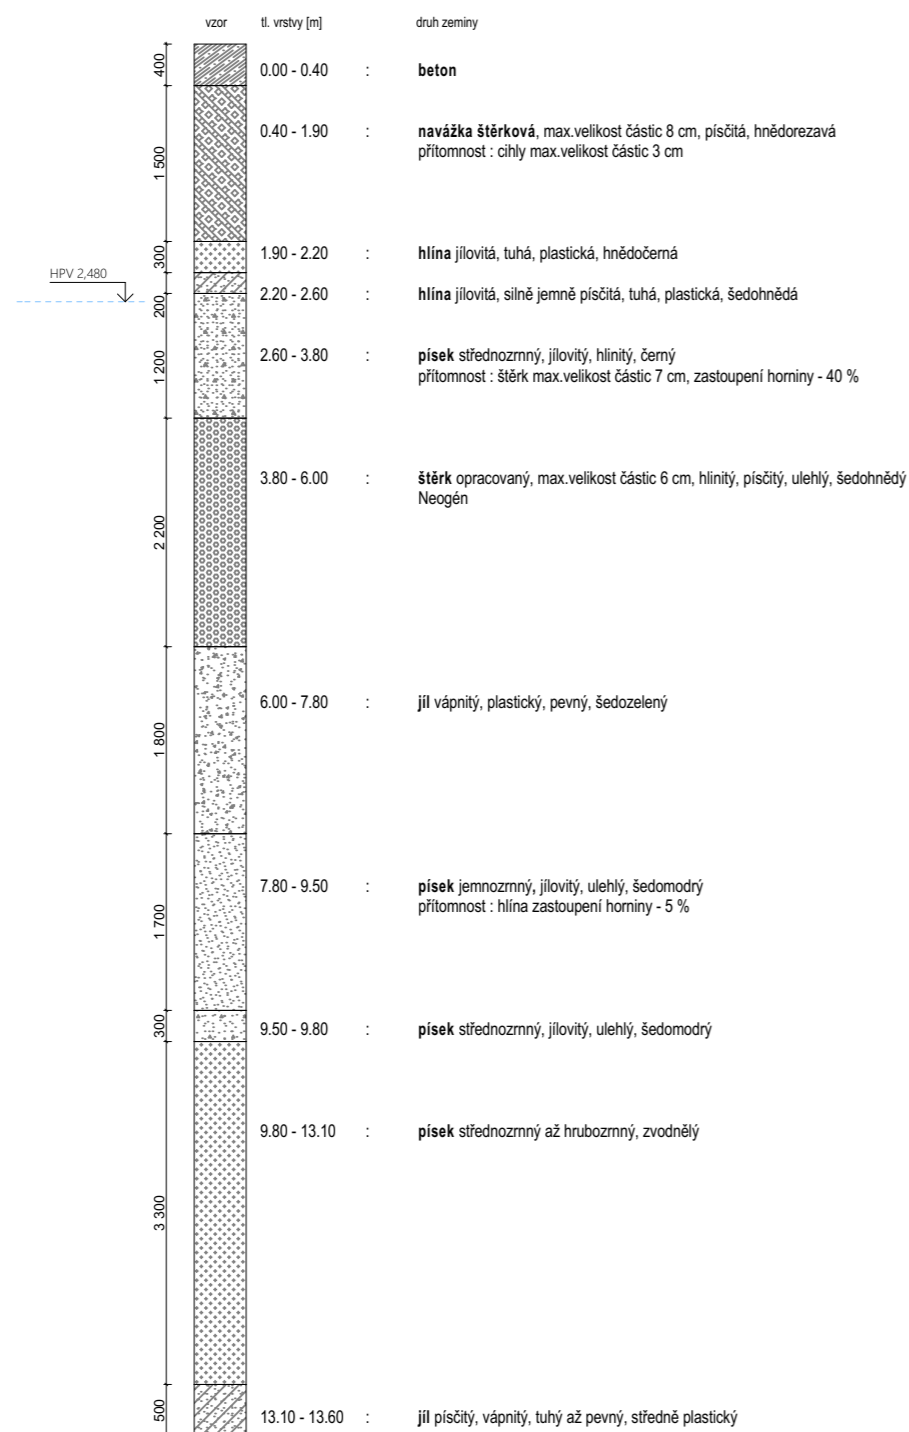 vzor tl. vrstvy [m] druh zeminy
400 0.00 - 0.40 : beton
1 500 0.40 - 1.90 : navážka štěrková, max.velikost částic 8 cm, písčitá, hnědorezavá
přítomnost : cihly max.velikost částic 3 cm
300 1.90 - 2.20 : hlína jílovitá, tuhá, plastická, hnědočerná
HPV 2,480
200 2.20 - 2.60 : hlína jílovitá, silně jemně písčitá, tuhá, plastická, šedohnědá
1 200 2.60 - 3.80 : písek střednozrnný, jílovitý, hlinitý, černý
přítomnost : štěrk max.velikost částic 7 cm, zastoupení horniny - 40 %
2 200 3.80 - 6.00 : štěrk opracovaný, max.velikost částic 6 cm, hlinitý, písčitý, ulehlý, šedohnědý
Neogén
1 800 6.00 - 7.80 : jíl vápnitý, plastický, pevný, šedozelený
1 700 7.80 - 9.50 : písek jemnozrnný, jílovitý, ulehlý, šedomodrý
přítomnost : hlína zastoupení horniny - 5 %
300 9.50 - 9.80 : písek střednozrnný, jílovitý, ulehlý, šedomodrý
3 300 9.80 - 13.10 : písek střednozrnný až hrubozrnný, zvodnělý
500 13.10 - 13.60 : jíl písčitý, vápnitý, tuhý až pevný, středně plastický